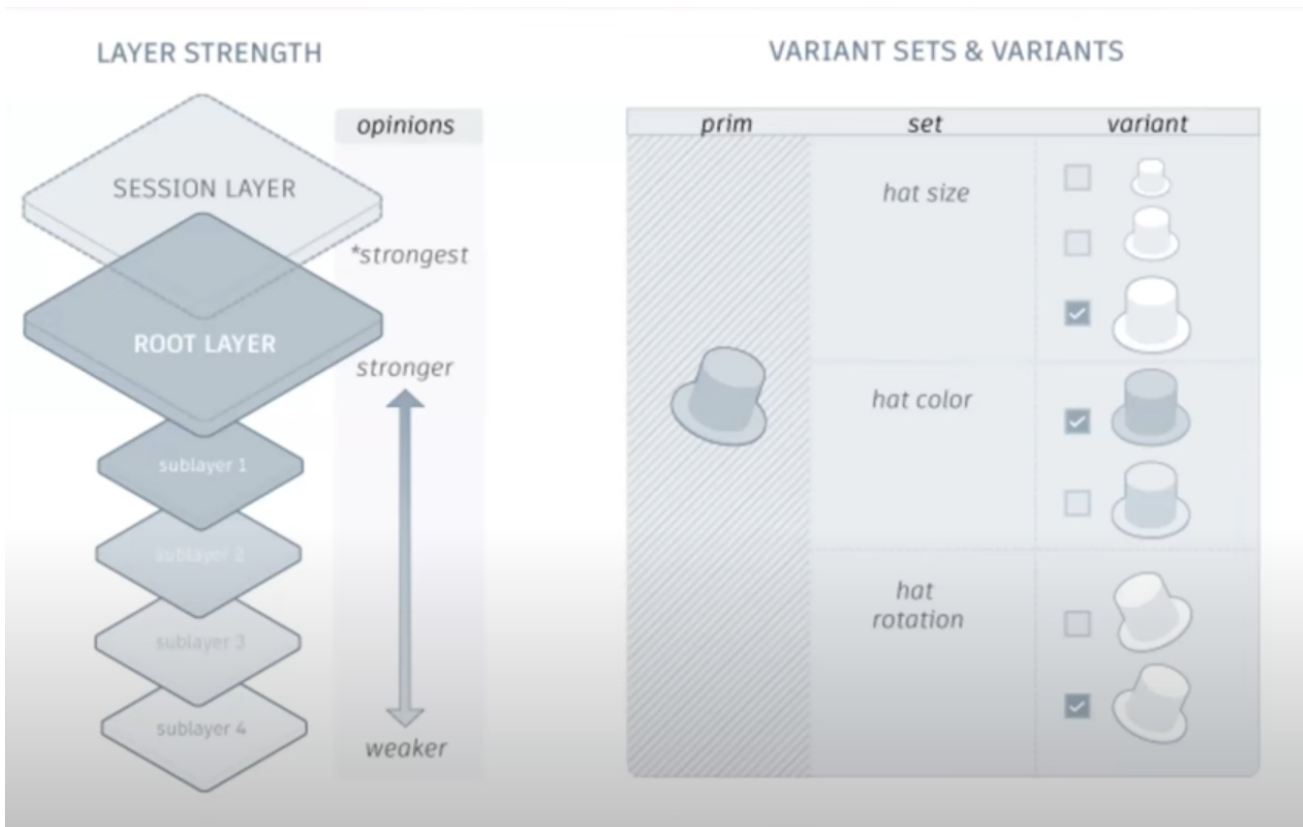 LAYER STRENGTH
opinions
SESSION LAYER
*strongest
ROOT LAYER
stronger
sublayer 1
sublayer 2
sublayer 3
sublayer 4
weaker
VARIANT SETS & VARIANTS
prim set variant
hat size
hat color
hat
rotation